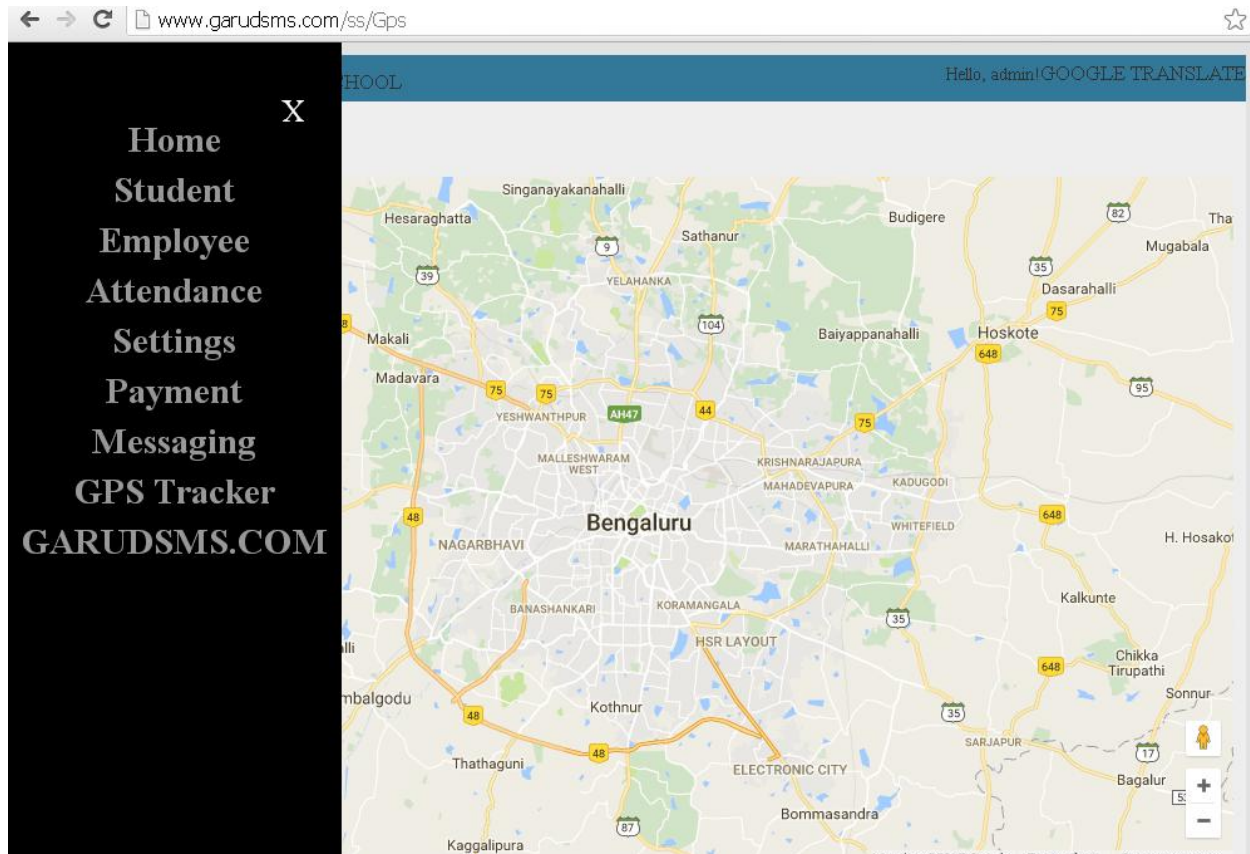 www.garudsms.com/ss/Gps
HOOL
Hello, admin!GOOGLE TRANSLATE
X
Home
Student
Employee
Attendance
Settings
Payment
Messaging
GPS Tracker
GARUDSMS.COM
Singanayakanahalli
Hesaraghatta
Budigere
82
Tha
9
Sathanur
Mugabala
39
YELAHANKA
35
Dasarahalli
75
8
104
Makali
Baiyappanahalli
Hoskote
648
Madavara
75
75
95
YESHWANTHPUR
AH47
44
75
MALLESHWARAM
WEST
KRISHNARAJAPURA
MAHADEVAPURA
KADUGODI
48
Bengaluru
648
WHITEFIELD
NAGARBHAVI
MARATHAHALLI
H. Hosakot
BANASHANKARI
KORAMANGALA
Kalkunte
35
HSR LAYOUT
lli
648
Chikka
Tirupathi
mbalgodu
Sonnur
48
Kothnur
35
SARJAPUR
48
17
Thathaguni
ELECTRONIC CITY
Bagalur
+
Bommasandra
−
87
Kaggalipura